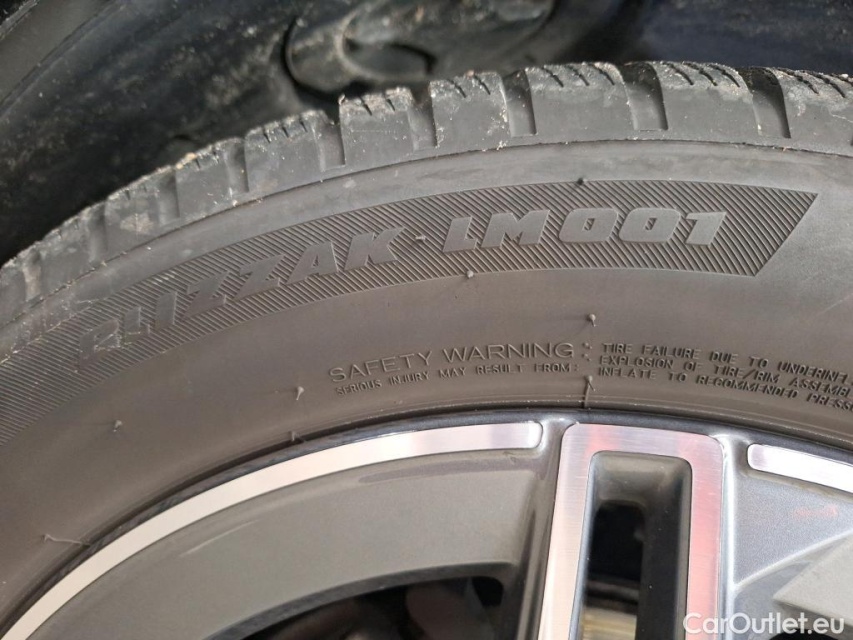 BLIZZAK LM001
SAFETY WARNING:
SERIOUS INJURY MAY RESULT FROM:
TIRE FAILURE DUE TO
EXPLOSION OF TIRE/RIM
INFLATE TO RECOMMENDED
CarOutlet.eu